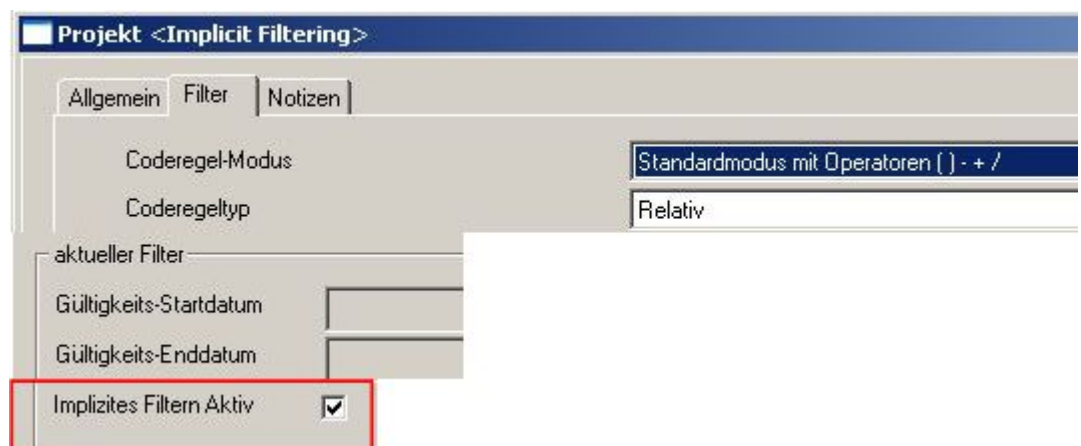 Projekt <Implicit Filtering>
Allgemein Filter Notizen
Coderegel-Modus Standardmodus mit Operatoren ( ) - + /
Coderegeltyp Relativ
aktueller Filter
Gültigkeits-Startdatum
Gültigkeits-Enddatum
Implizites Filtern Aktiv